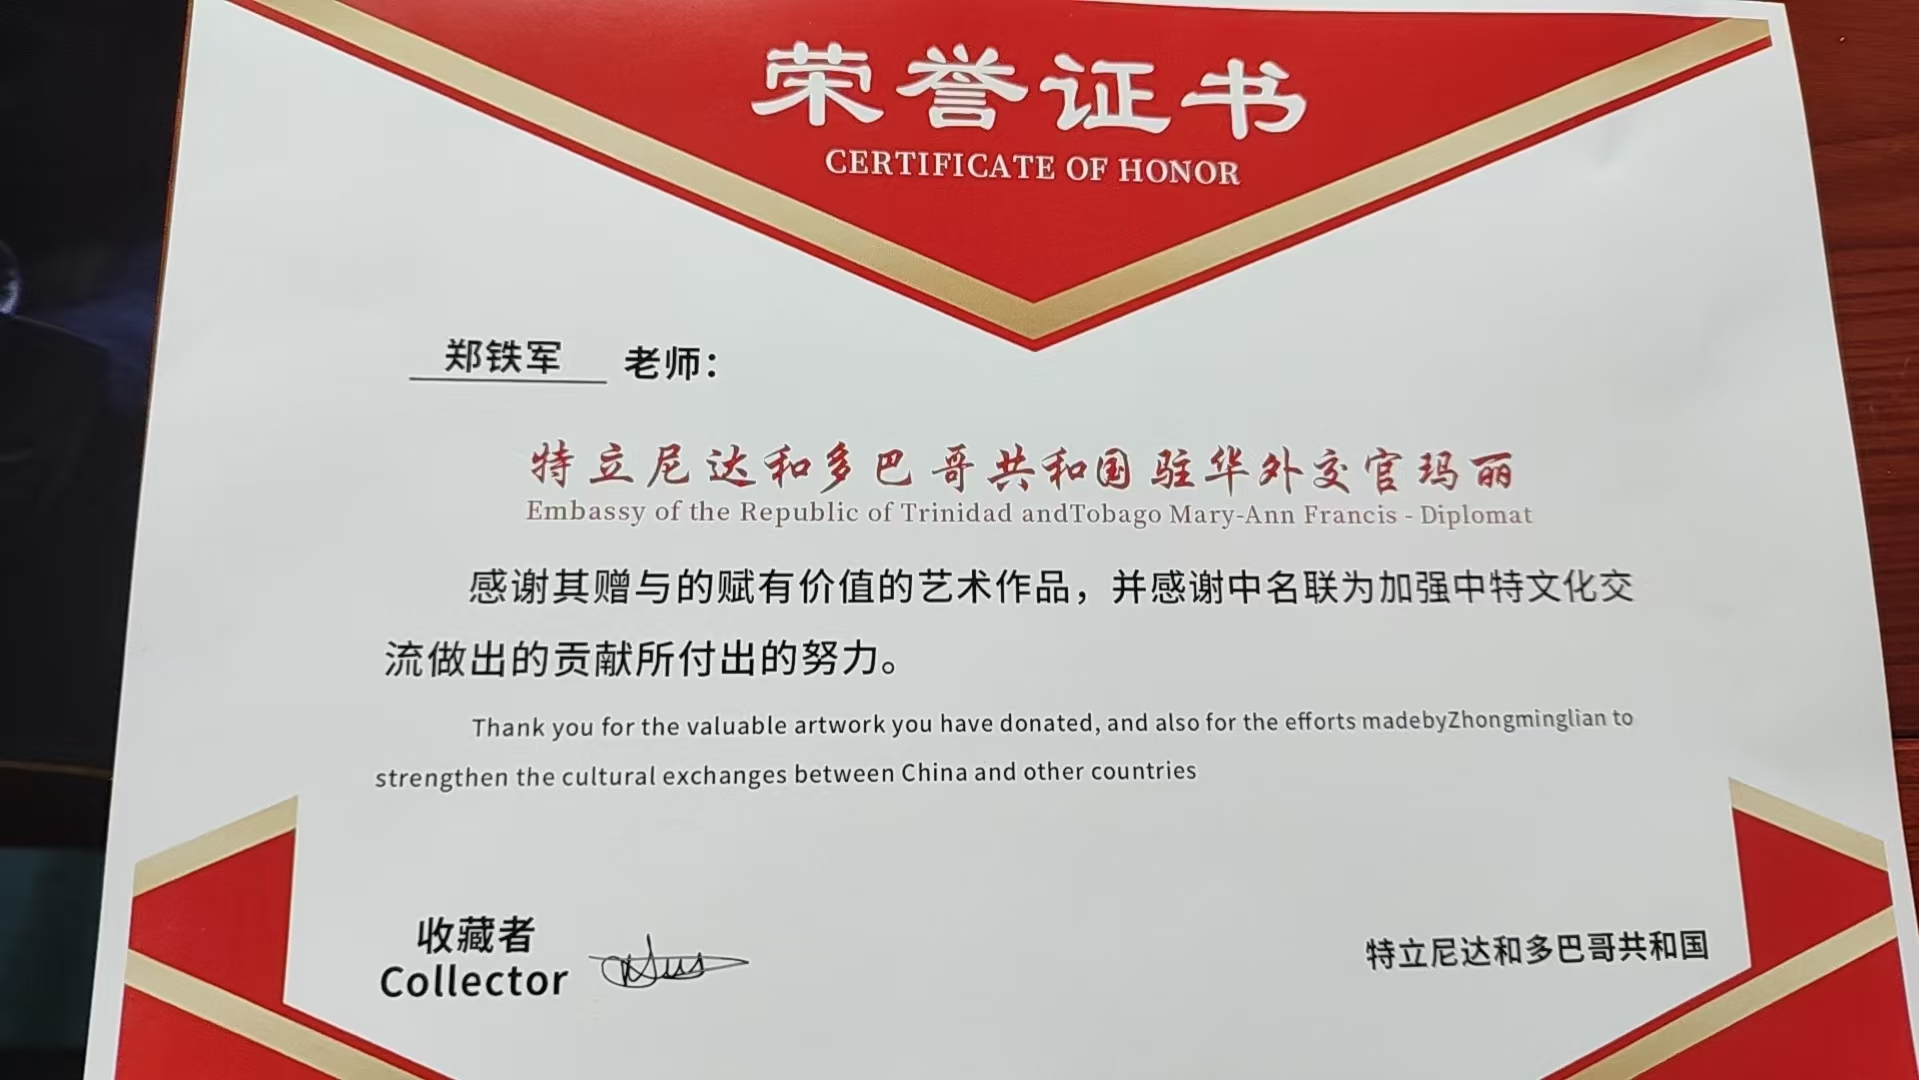 荣誉证书
CERTIFICATE OF HONOR
郑铁军 老师：
特立尼达和多巴哥共和国驻华外交官玛丽
Embassy of the Republic of Trinidad andTobago Mary-Ann Francis - Diplomat
感谢其赠与的赋有价值的艺术作品，并感谢中名联为加强中特文化交
流做出的贡献所付出的努力。
Thank you for the valuable artwork you have donated, and also for the efforts madebyZhongminglian to
strengthen the cultural exchanges between China and other countries
收藏者
Collector
特立尼达和多巴哥共和国